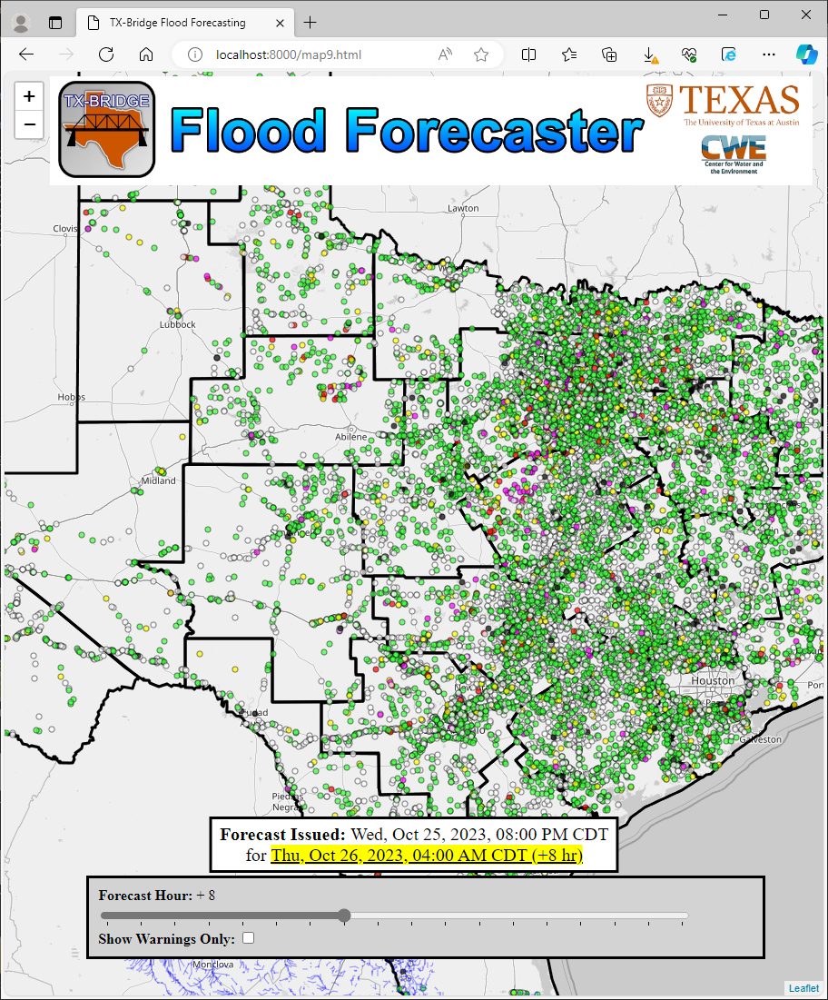 TX-Bridge Flood Forecasting
localhost:8000/map9.html
+
−
TX-BRIDGE
Flood Forecaster
TEXAS
The University of Texas at Austin
CWE
Center for Water and
the Environment
Lawton
Clovis
Lubbock
Hobbs
Abilene
Midland
Houston
Port
Galveston
Piedras
Negras
Forecast Issued: Wed, Oct 25, 2023, 08:00 PM CDT
for Thu, Oct 26, 2023, 04:00 AM CDT (+8 hr)
Forecast Hour: + 8
Show Warnings Only:
Monclova
Leaflet